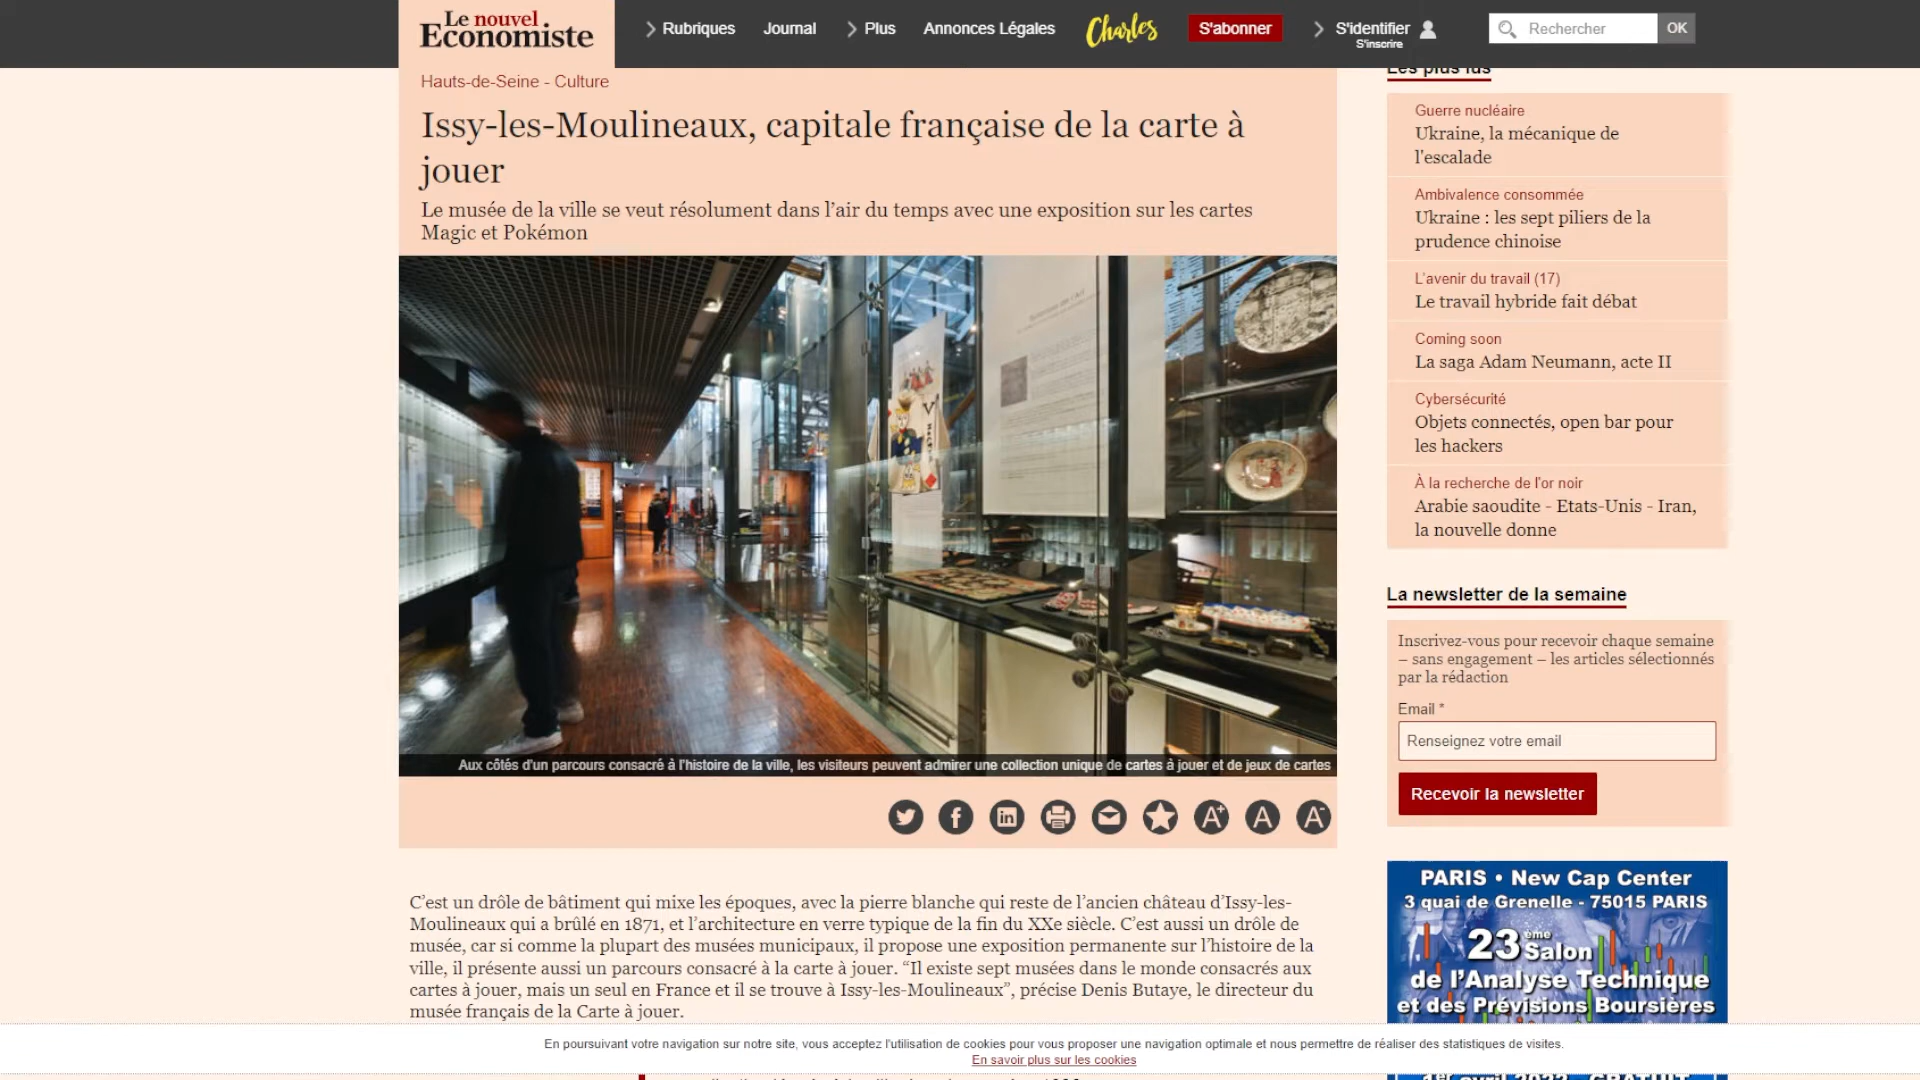 Le nouvel
Economiste
Rubriques
Journal
Plus
Annonces Légales
Charles
S'abonner
S'identifier
S'inscrire
Rechercher
OK
Hauts-de-Seine - Culture
Issy-les-Moulineaux, capitale française de la carte à
jouer
Le musée de la ville se veut résolument dans l'air du temps avec une exposition sur les cartes
Magic et Pokémon
Aux côtés d'un parcours consacré à l'histoire de la ville, les visiteurs peuvent admirer une collection unique de cartes à jouer et de jeux de cartes
C'est un drôle de bâtiment qui mixe les époques, avec la pierre blanche qui reste de l'ancien château d'Issy-les-
Moulineaux qui a brûlé en 1871, et l'architecture en verre typique de la fin du XXe siècle. C'est aussi un drôle de
musée, car si comme la plupart des musées municipaux, il propose une exposition permanente sur l'histoire de la
ville, il présente aussi un parcours consacré à la carte à jouer. “Il existe sept musées dans le monde consacrés aux
cartes à jouer, mais un seul en France et il se trouve à Issy-les-Moulineaux”, précise Denis Butaye, le directeur du
musée français de la Carte à jouer.
Les plus lus
Guerre nucléaire
Ukraine, la mécanique de
l'escalade
Ambivalence consommée
Ukraine : les sept piliers de la
prudence chinoise
L'avenir du travail (17)
Le travail hybride fait débat
Coming soon
La saga Adam Neumann, acte II
Cybersécurité
Objets connectés, open bar pour
les hackers
À la recherche de l'or noir
Arabie saoudite - Etats-Unis - Iran,
la nouvelle donne
La newsletter de la semaine
Inscrivez-vous pour recevoir chaque semaine
– sans engagement – les articles sélectionnés
par la rédaction
Email *
Renseignez votre email
Recevoir la newsletter
PARIS • New Cap Center
3 quai de Grenelle - 75015 PARIS
23ème Salon
de l'Analyse Technique
et des Prévisions Boursières
En poursuivant votre navigation sur notre site, vous acceptez l'utilisation de cookies pour vous proposer une navigation optimale et nous permettre de réaliser des statistiques de visites.
En savoir plus sur les cookies